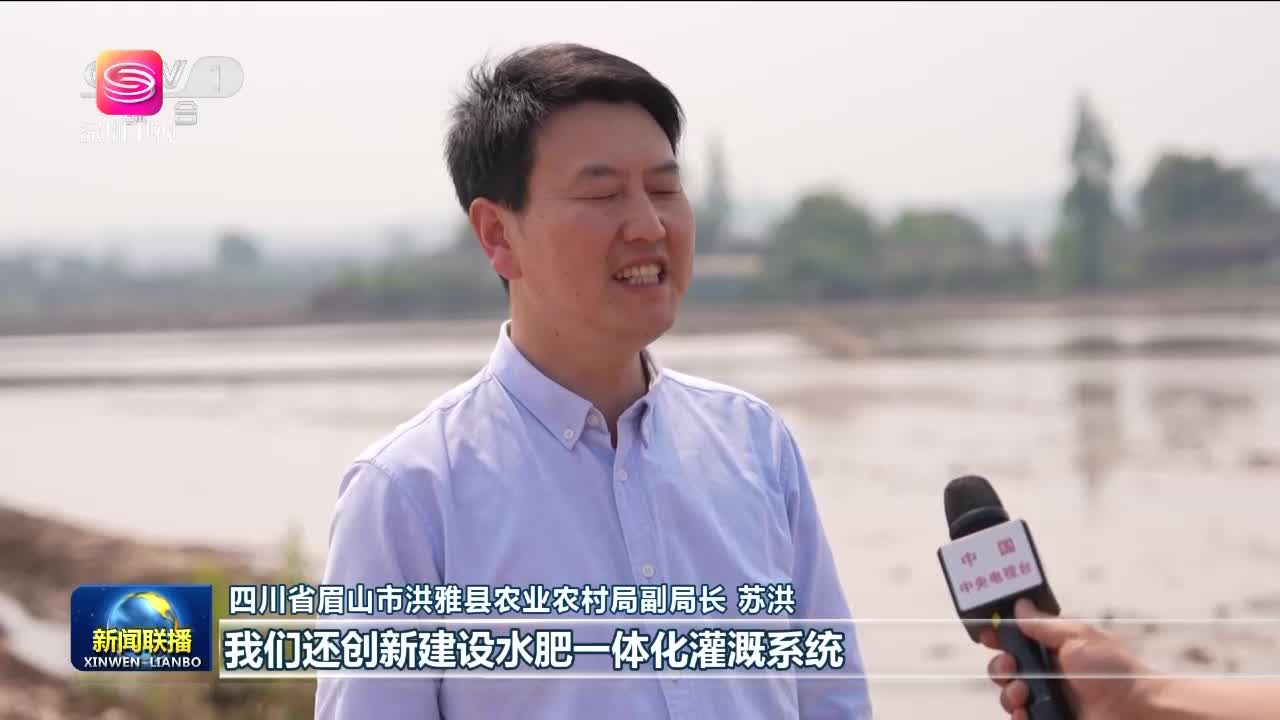 1
四川省眉山市洪雅县农业农村局副局长 苏洪
新闻联播
XINWEN-LIANBO
我们还创新建设水肥一体化灌溉系统
中国
中央电视台